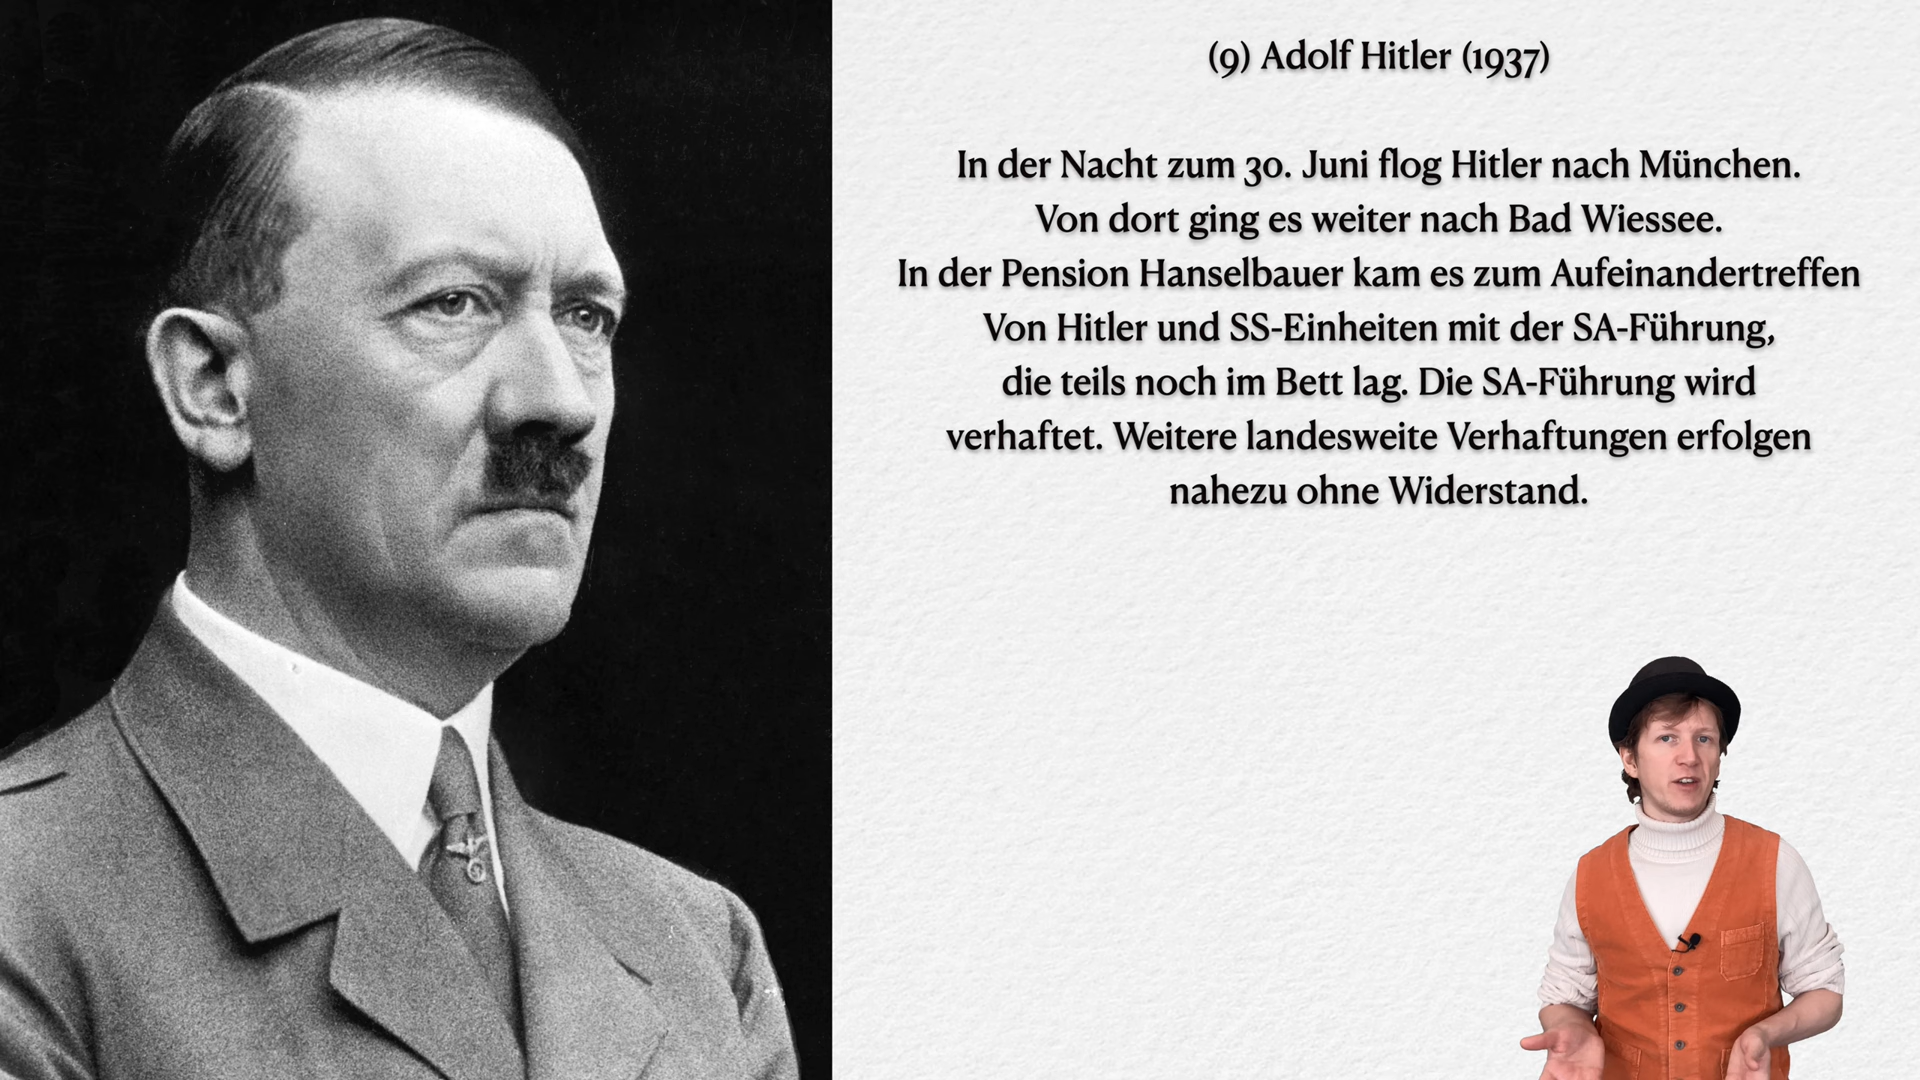 (9) Adolf Hitler (1937)
In der Nacht zum 30. Juni flog Hitler nach München.
Von dort ging es weiter nach Bad Wiessee.
In der Pension Hanselbauer kam es zum Aufeinandertreffen
Von Hitler und SS-Einheiten mit der SA-Führung,
die teils noch im Bett lag. Die SA-Führung wird
verhaftet. Weitere landesweite Verhaftungen erfolgen
nahezu ohne Widerstand.